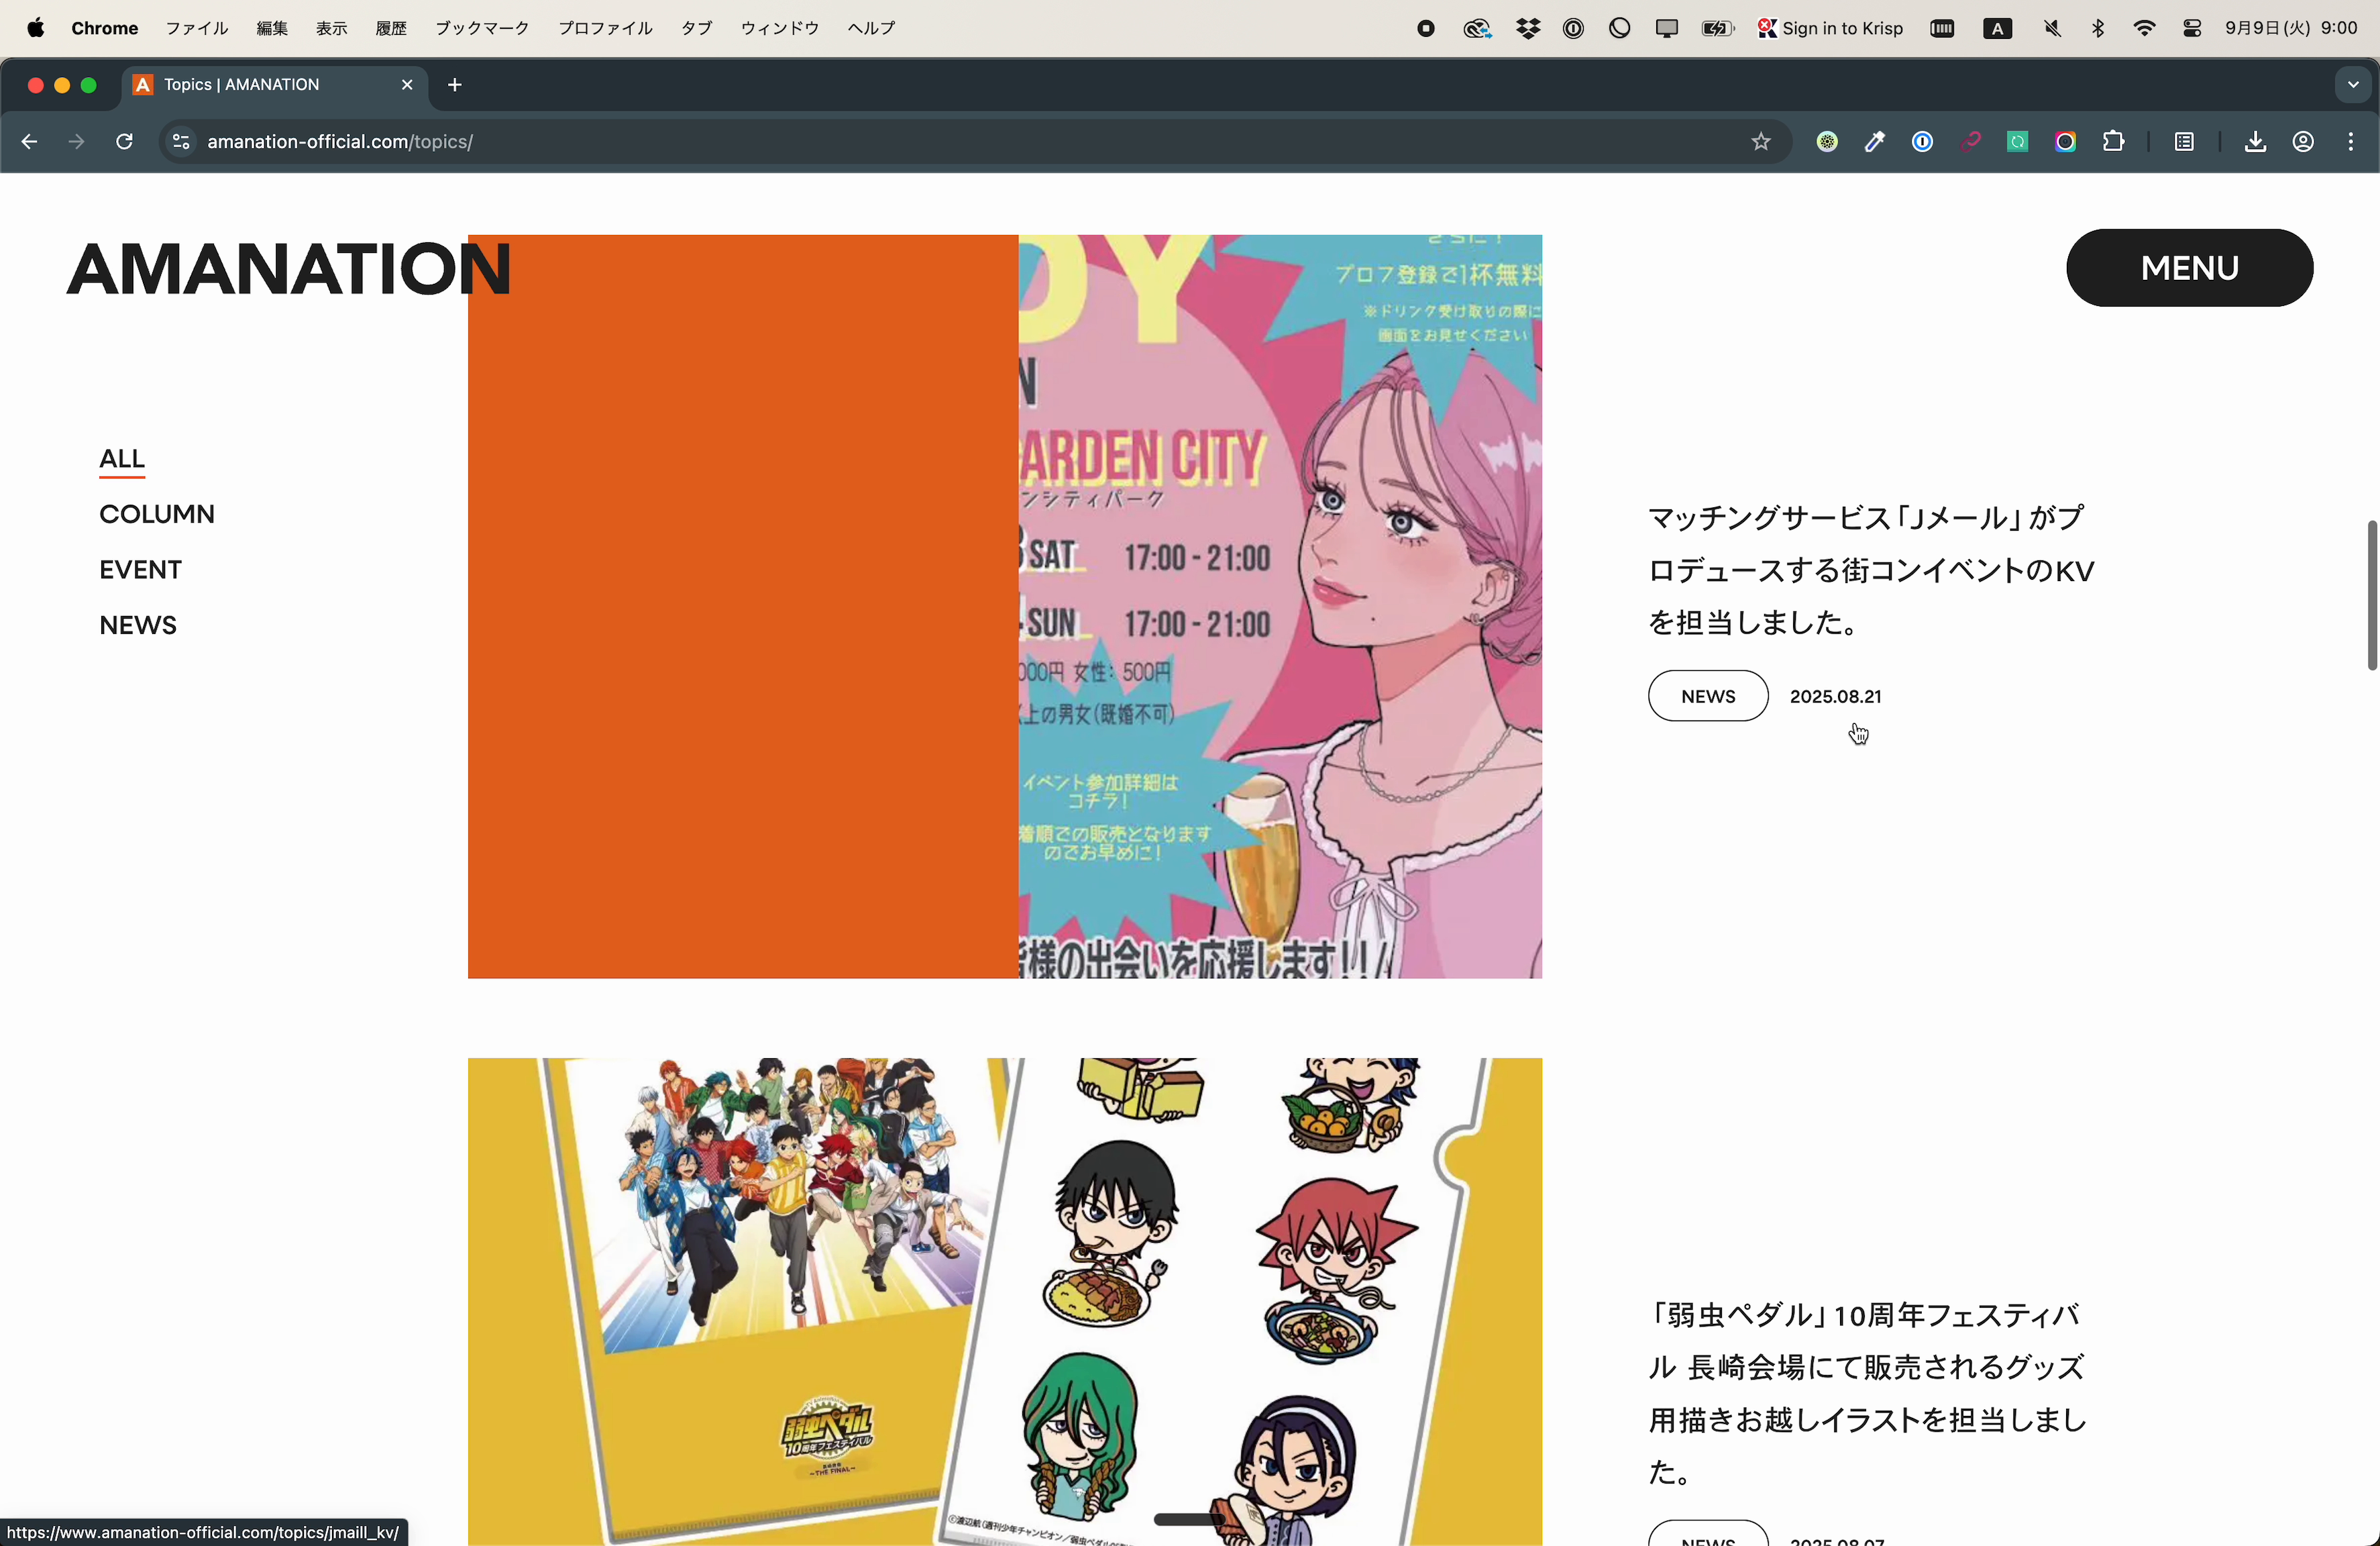 Chrome ファイル 編集 表示 履歴 ブックマーク プロファイル タブ ウィンドウ ヘルプ Sign in to Krisp A 9月9日(火) 9:00
A Topics | AMANATION
amanation-official.com/topics/
AMANATION
MENU
ALL
COLUMN
EVENT
NEWS
DY
さらに!
プロフ登録で1杯無料
※ドリンク受け取りの際に
画面をお見せください
N
ARDEN CITY
ンシティパーク
SAT 17:00 - 21:00
SUN 17:00 - 21:00
000円 女性: 500円
上の男女(既婚不可)
イベント参加詳細は
コチラ!
着順での販売となります
のでお早めに!
皆様の出会いを応援します!!
マッチングサービス「Jメール」がプ
ロデュースする街コンイベントのKV
を担当しました。
NEWS 2025.08.21
弱虫ペダル
10周年フェスティバル
~THE FINAL~
「弱虫ペダル」10周年フェスティバ
ル 長崎会場にて販売されるグッズ
用描きお越しイラストを担当しまし
た。
NEWS 2025.08.07
https://www.amanation-official.com/topics/jmaill_kv/